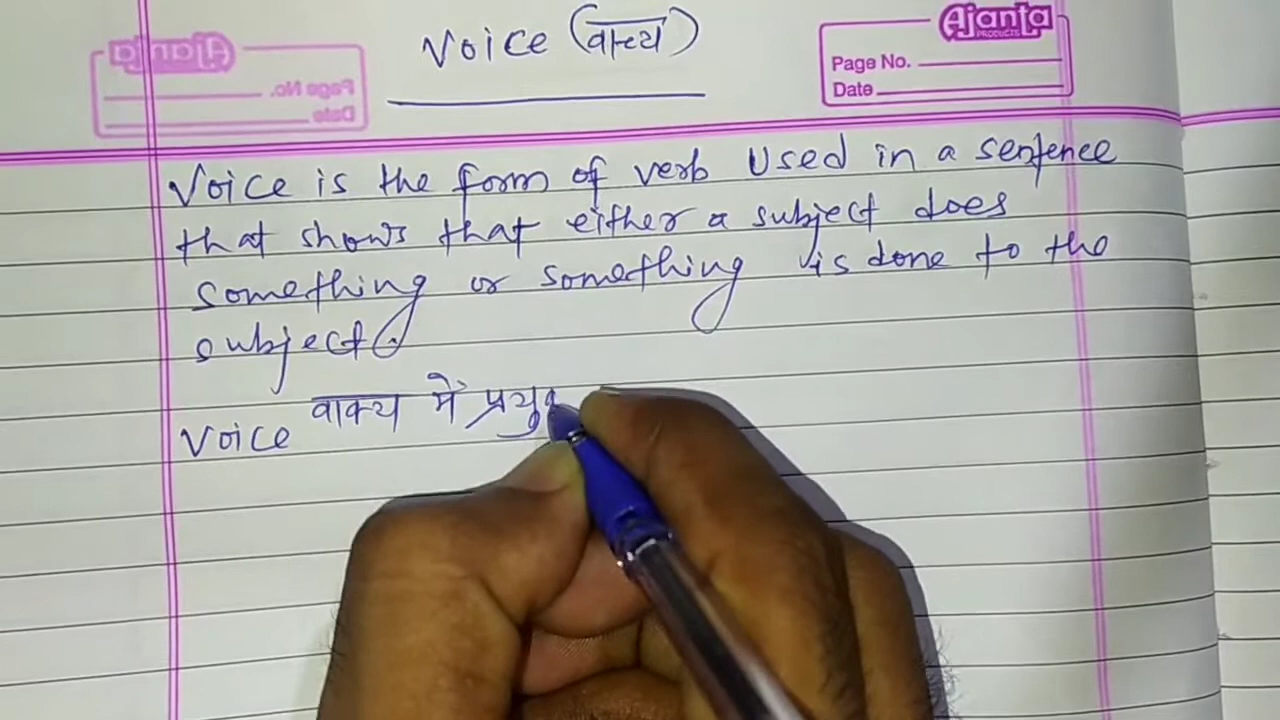 Voice (वाच्य)
Ajanta
PRODUCTS
Page No.
Date
Voice is the form of verb Used in a sentence
that shows that either a subject does
something or something is done to the
subject.
Voice वाक्य में